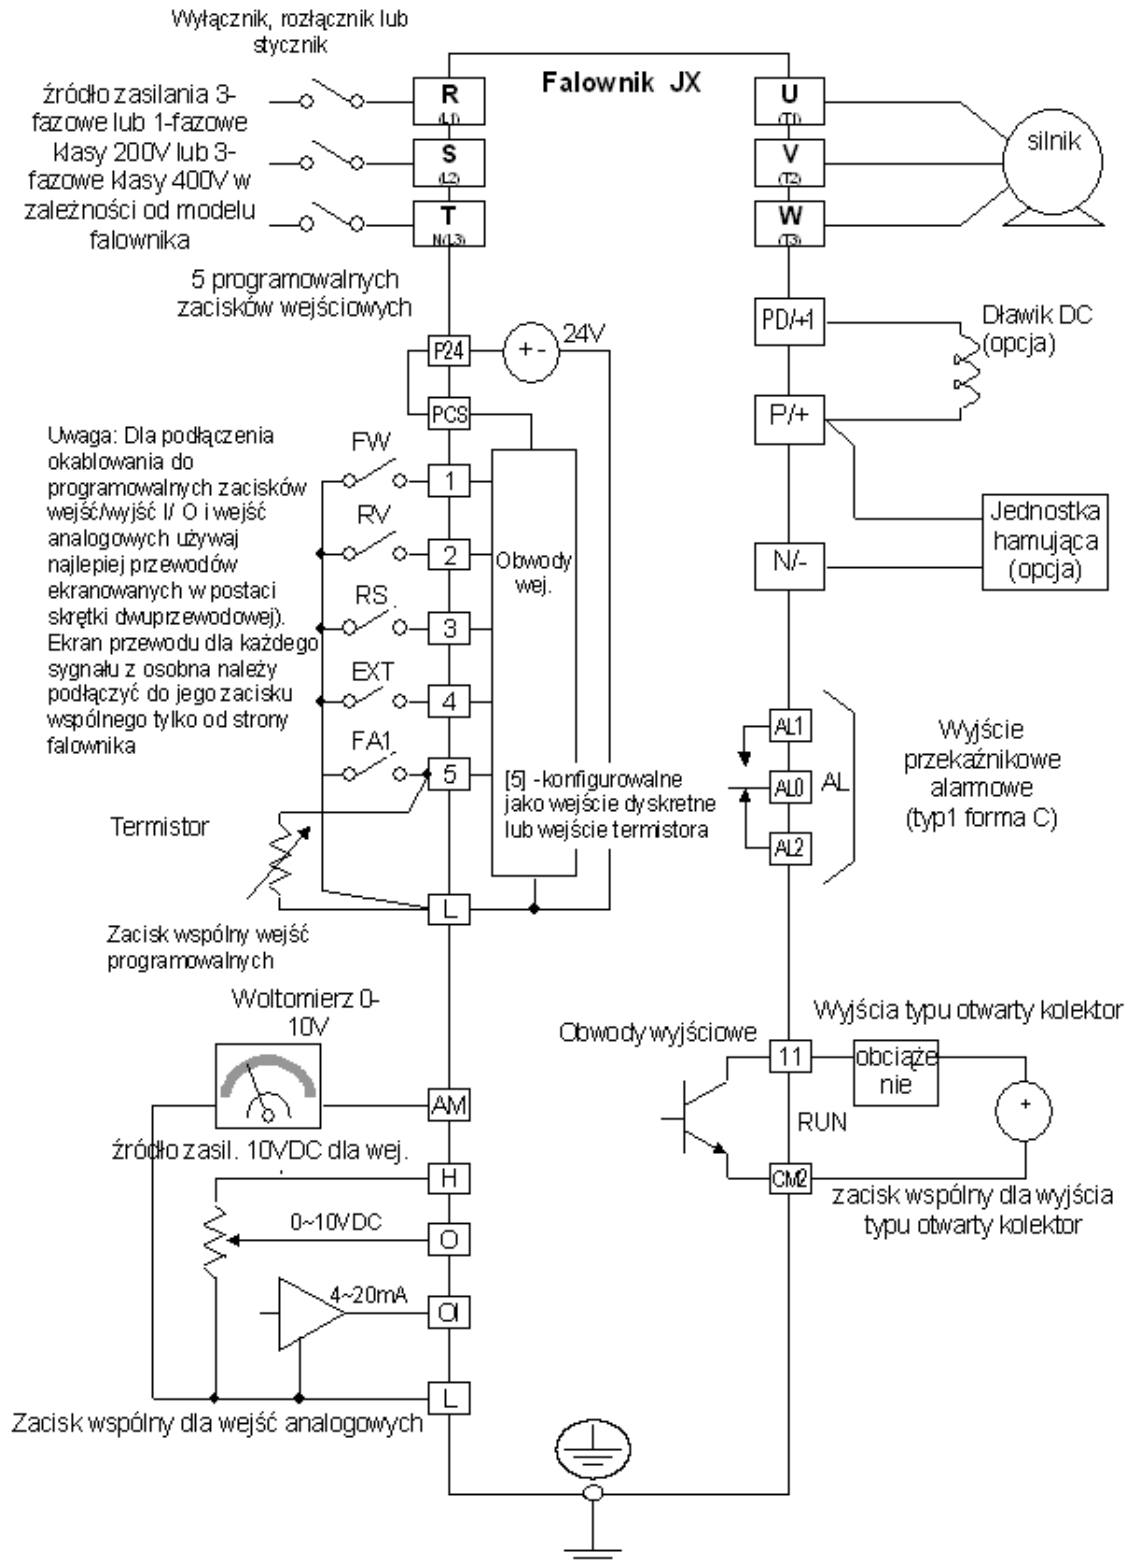 Wyłącznik, rozłącznik lub
stycznik
Falownik JX
źródło zasilania 3-
fazowe lub 1-fazowe
klasy 200V lub 3-
fazowe klasy 400V w
zależności od modelu
falownika
R
(L1)
S
(L2)
T
N(L3)
U
(T1)
V
(T2)
W
(T3)
silnik
5 programowalnych
zacisków wejściowych
P24
+ -
24V
PCS
PD/+1
Dławik DC
(opcja)
P/+
Jednostka
hamująca
(opcja)
N/-
Uwaga: Dla podłączenia
okablowania do
programowalnych zacisków
wejść/wyjść I/ O i wejść
analogowych używaj
najlepiej przewodów
ekranowanych w postaci
skrętki dwuprzewodowej).
Ekran przewodu dla każdego
sygnału z osobna należy
podłączyć do jego zacisku
wspólnego tylko od strony
falownika
FW
1
RV
2
RS
3
EXT
4
FA1
5
Obwody
wej.
[5] -konfigurowalne
jako wejście dyskretne
lub wejście termistora
Termistor
L
Zacisk wspólny wejść
programowalnych
AL1
AL0
AL2
AL
Wyjście
przekaźnikowe
alarmowe
(typ1 forma C)
Woltomierz 0-
10V
AM
źródło zasil. 10VDC dla wej.
H
0~10VDC
O
4~20mA
OI
L
Zacisk wspólny dla wejść analogowych
Obwody wyjściowe
Wyjścia typu otwarty kolektor
11
obciąże
nie
+
RUN
CM2
zacisk wspólny dla wyjścia
typu otwarty kolektor